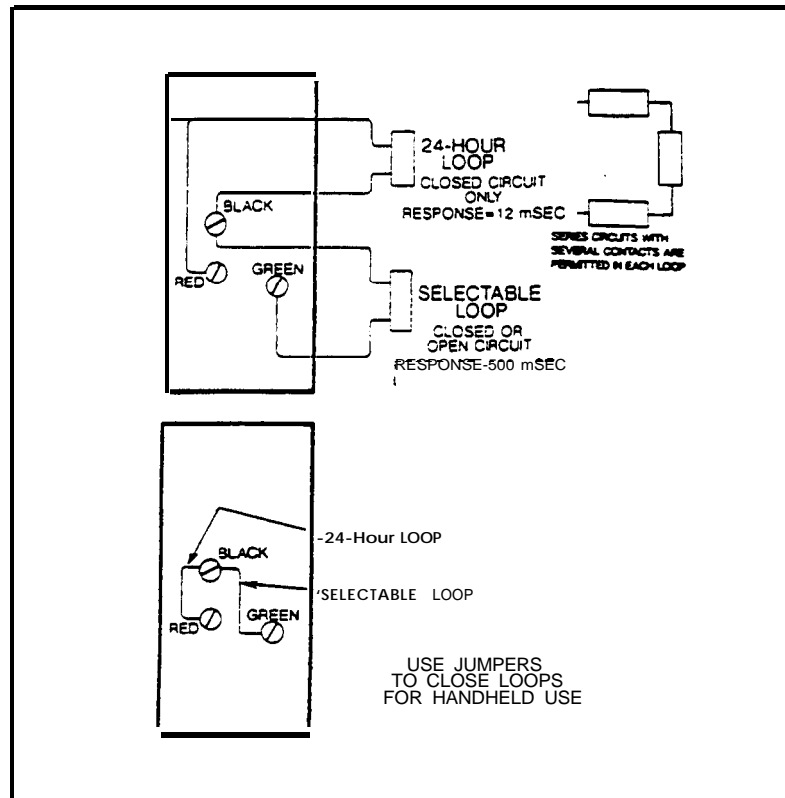 24-HOUR
LOOP
CLOSED CIRCUIT
ONLY
RESPONSE=12 mSEC
SERIES CIRCUITS WITH
SEVERAL CONTACTS ARE
PERMITTED IN EACH LOOP
BLACK
RED
GREEN
SELECTABLE
LOOP
CLOSED OR
OPEN CIRCUIT
RESPONSE-500 mSEC
-24-Hour LOOP
BLACK
'SELECTABLE LOOP
RED
GREEN
USE JUMPERS
TO CLOSE LOOPS
FOR HANDHELD USE